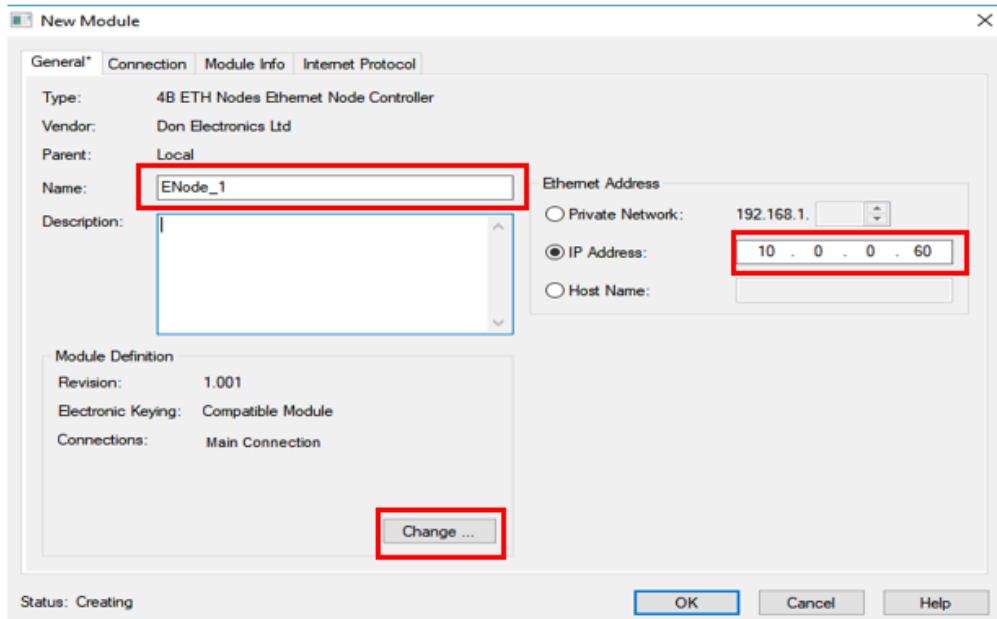 New Module
General* Connection Module Info Internet Protocol
Type: 4B ETH Nodes Ethernet Node Controller
Vendor: Don Electronics Ltd
Parent: Local
Name: ENode_1
Description:
Ethernet Address
Private Network: 192.168.1.
IP Address: 10 . 0 . 0 . 60
Host Name:
Module Definition
Revision: 1.001
Electronic Keying: Compatible Module
Connections: Main Connection
Change ...
Status: Creating
OK Cancel Help